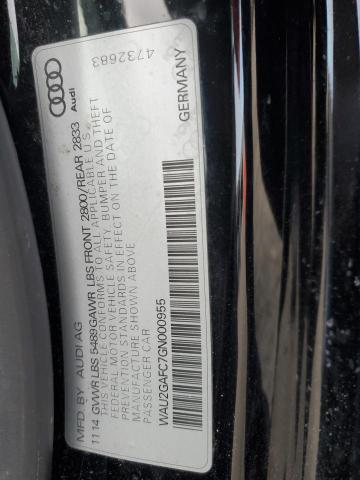 MFD. BY AUDI AG
11 14 GVWR LBS 5489 GAWR LBS FRONT 2800/REAR 2833
THIS VEHICLE CONFORMS TO ALL APPLICABLE U.S.
FEDERAL MOTOR VEHICLE SAFETY, BUMPER AND THEFT
PREVENTION STANDARDS IN EFFECT ON THE DATE OF
MANUFACTURE SHOWN ABOVE
PASSENGER CAR
WAU2GAFC7GN000955
Audi
4732683
GERMANY